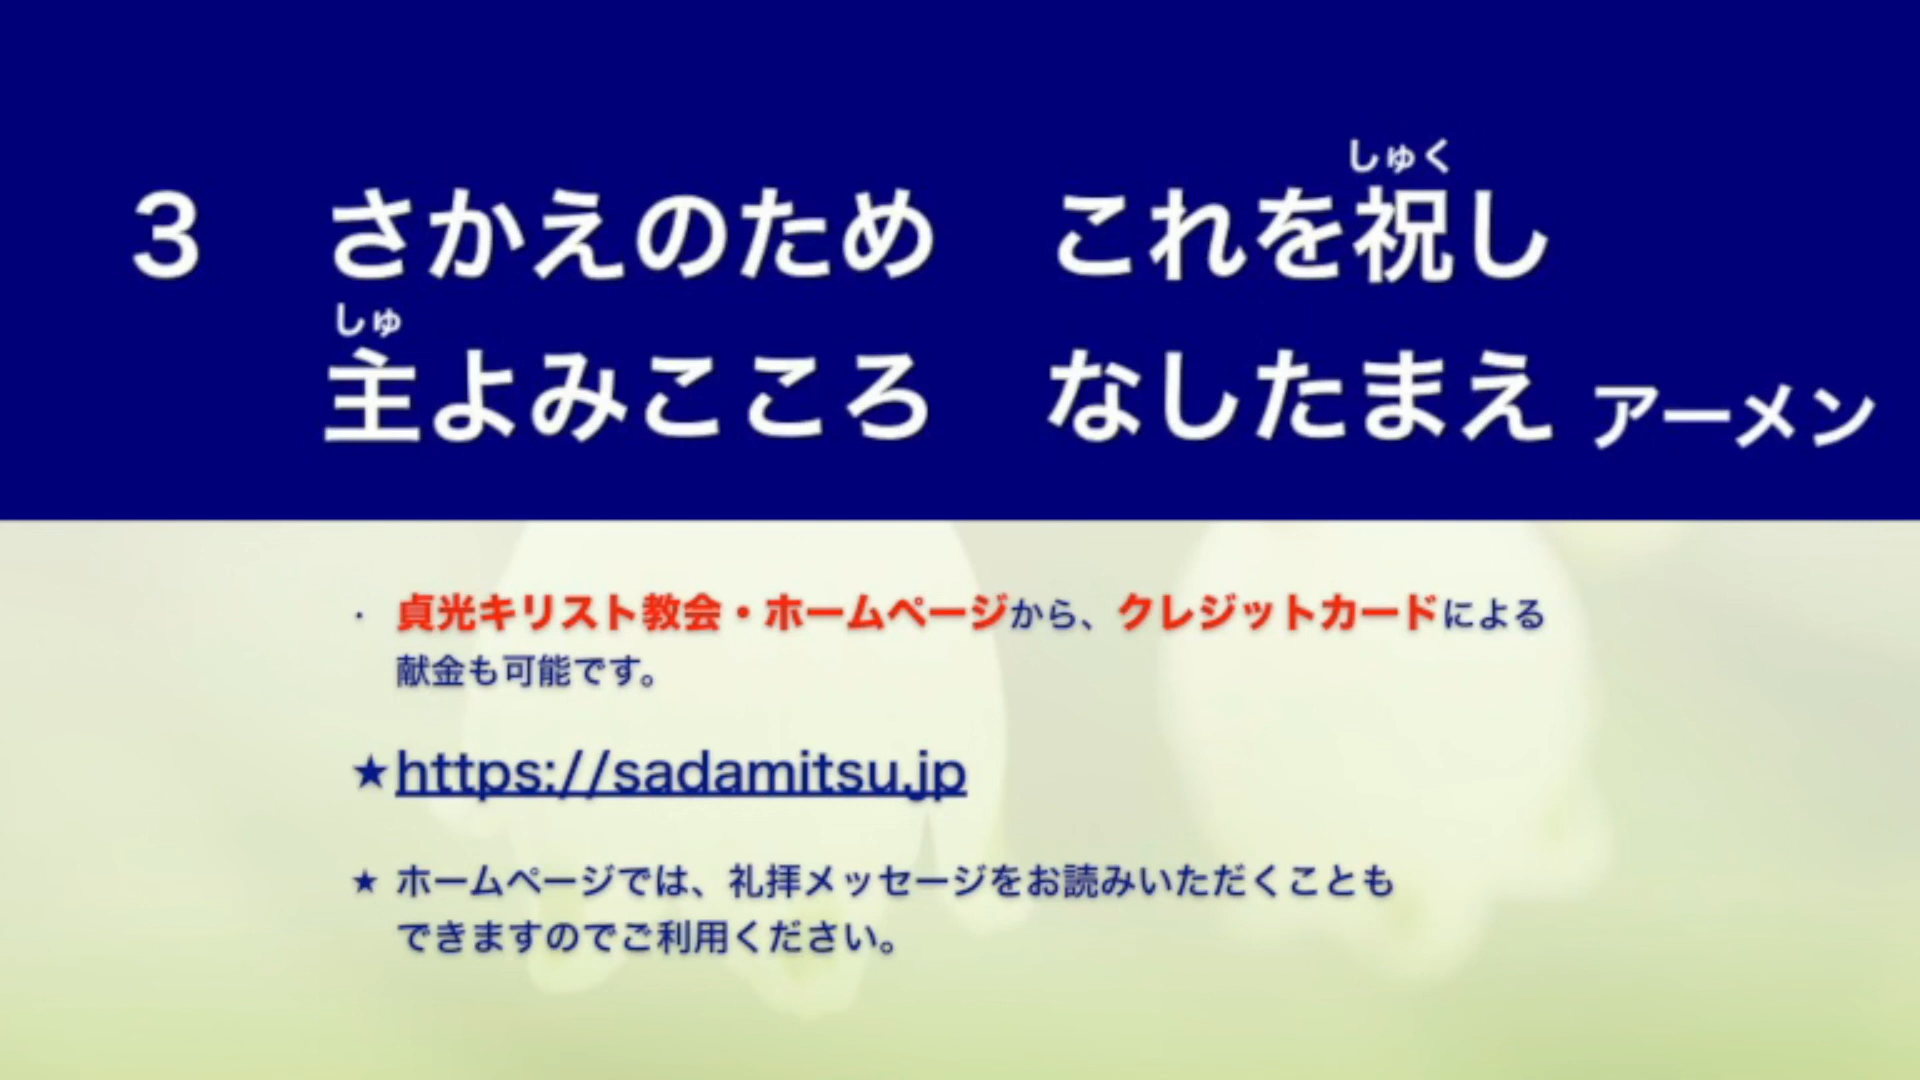 しゅく
3 さかえのため これを祝し
しゅ
主よみこころ なしたまえ アーメン
・ 貞光キリスト教会・ホームページから、クレジットカードによる
献金も可能です。
★https://sadamitsu.jp
★ ホームページでは、礼拝メッセージをお読みいただくことも
できますのでご利用ください。